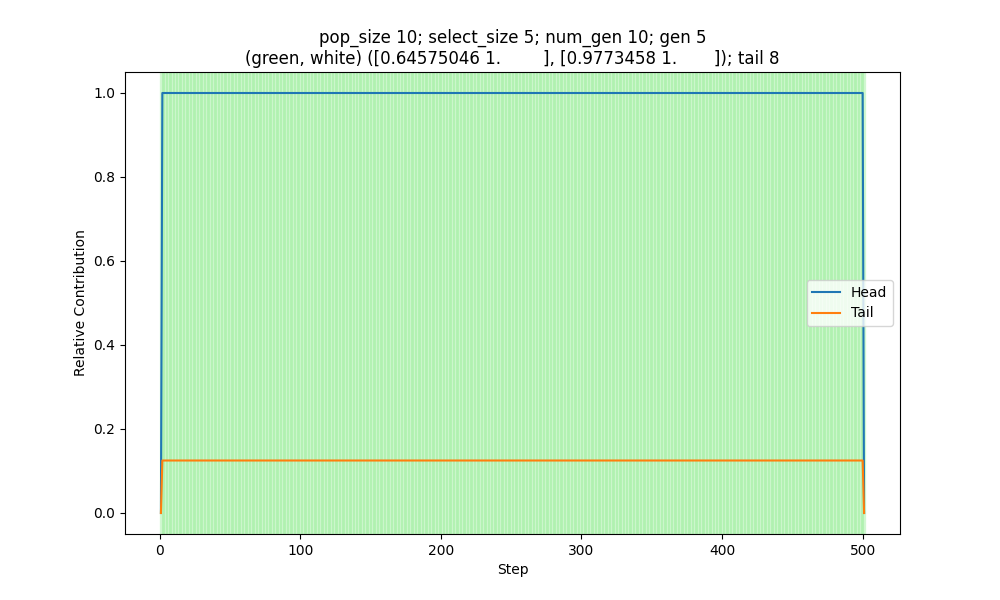 pop_size 10; select_size 5; num_gen 10; gen 5
(green, white) ([0.64575046 1.        ], [0.9773458 1.       ]); tail 8
1.0
0.8
0.6
0.4
0.2
0.0
Relative Contribution
Head
Tail
0 100 200 300 400 500
Step